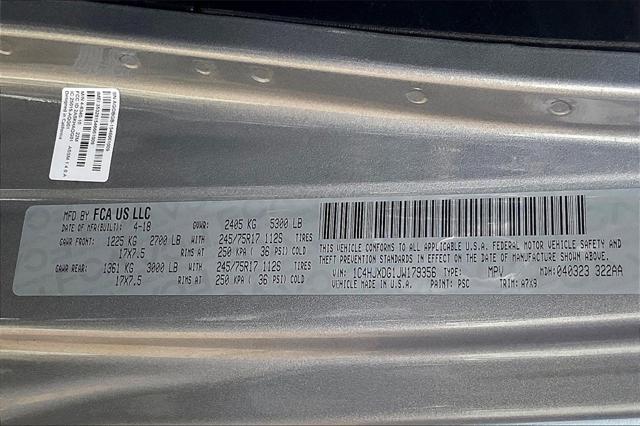 MFD BY FCA US LLC
DATE OF MFR(BUILT): 4-18 GVWR: 2405 KG 5300 LB
GAWR FRONT: 1225 KG 2700 LB WITH 245/75R17 112S TIRES
17X7.5 RIMS AT 250 KPA ( 36 PSI) COLD
GAWR REAR: 1361 KG 3000 LB WITH 245/75R17 112S TIRES
17X7.5 RIMS AT 250 KPA ( 36 PSI) COLD
THIS VEHICLE CONFORMS TO ALL APPLICABLE U.S.A. FEDERAL MOTOR VEHICLE SAFETY AND
THEFT PREVENTION STANDARDS IN EFFECT ON THE DATE OF MANUFACTURE SHOWN ABOVE.
VIN: 1C4HJXDG1JW179356 TYPE: MPV MDH: 040323 322AA
VEHICLE MADE IN U.S.A. PAINT: PSC TRIM: A7X9
Designed in California